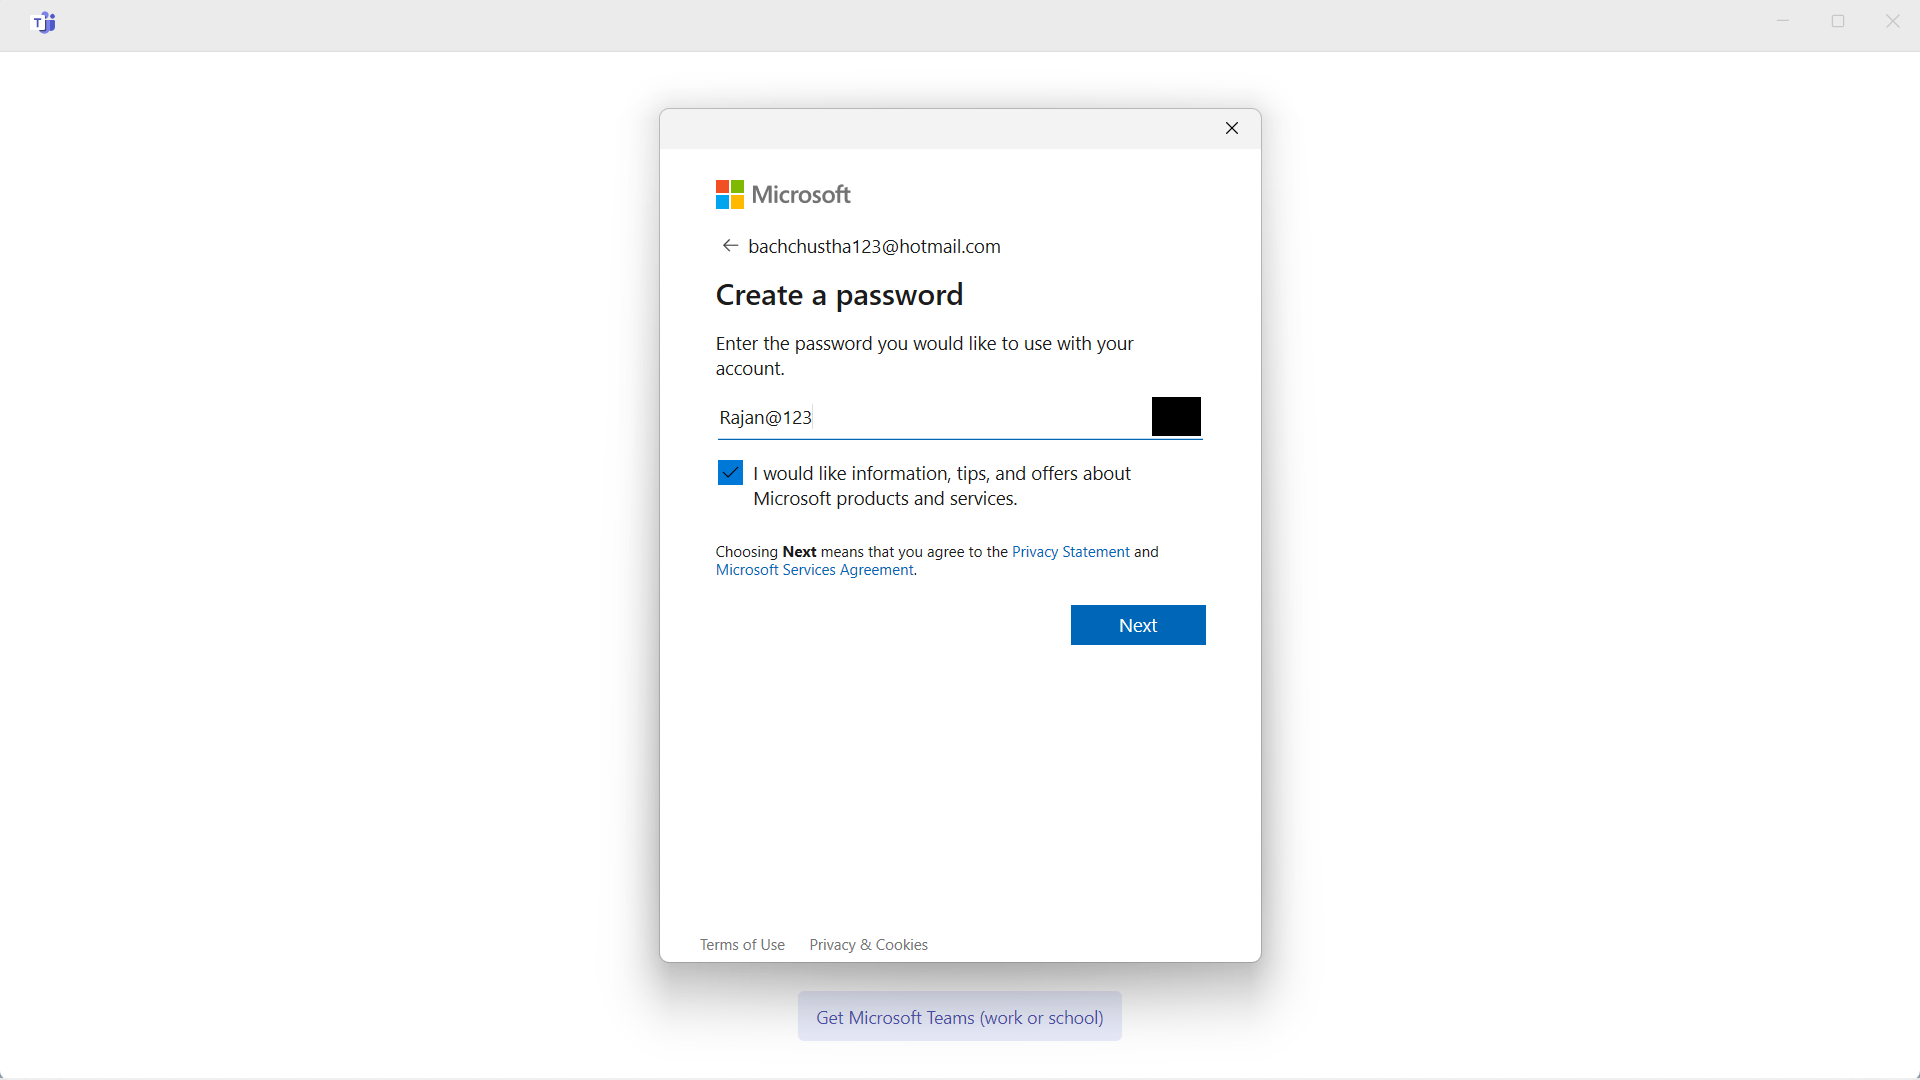 Microsoft
bachchustha123@hotmail.com
Create a password
Enter the password you would like to use with your
account.
Rajan@123
I would like information, tips, and offers about
Microsoft products and services.
Choosing Next means that you agree to the Privacy Statement and
Microsoft Services Agreement.
Next
Terms of Use Privacy & Cookies
Get Microsoft Teams (work or school)